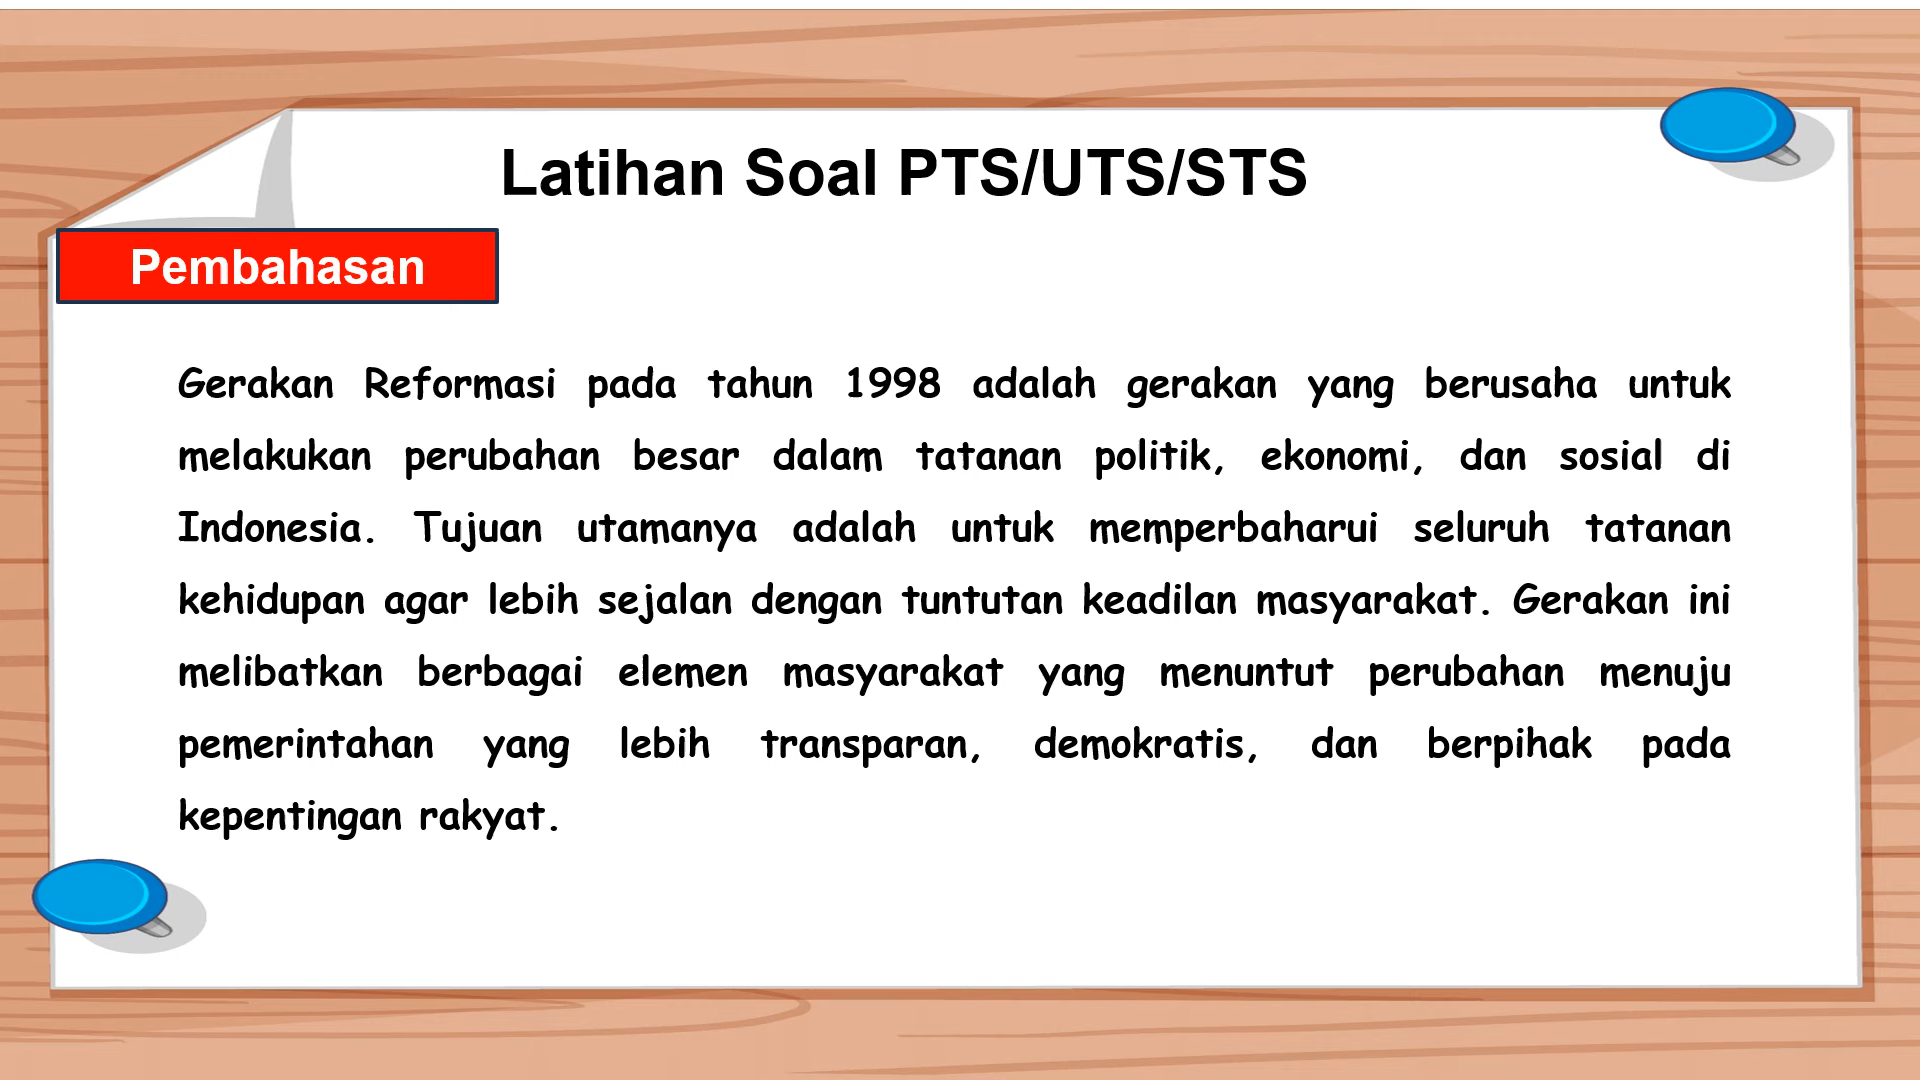 Latihan Soal PTS/UTS/STS
Pembahasan
Gerakan Reformasi pada tahun 1998 adalah gerakan yang berusaha untuk
melakukan perubahan besar dalam tatanan politik, ekonomi, dan sosial di
Indonesia. Tujuan utamanya adalah untuk memperbaharui seluruh tatanan
kehidupan agar lebih sejalan dengan tuntutan keadilan masyarakat. Gerakan ini
melibatkan berbagai elemen masyarakat yang menuntut perubahan menuju
pemerintahan yang lebih transparan, demokratis, dan berpihak pada
kepentingan rakyat.